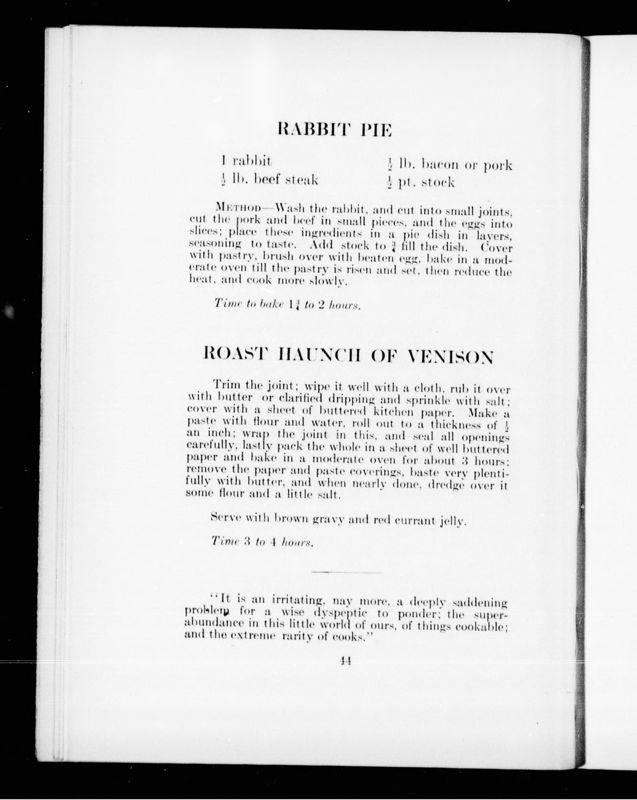 RABBIT PIE
1 rabbit
½ lb. bacon or pork
½ lb. beef steak
½ pt. stock
METHOD—Wash the rabbit, and cut into small joints,
cut the pork and beef in small pieces, and the eggs into
slices; place these ingredients in a pie dish in layers,
seasoning to taste. Add stock to ¾ fill the dish. Cover
with pastry, brush over with beaten egg, bake in a mod-
erate oven till the pastry is risen and set, then reduce the
heat, and cook more slowly.
Time to bake 1¾ to 2 hours.
ROAST HAUNCH OF VENISON
Trim the joint; wipe it well with a cloth, rub it over
with butter or clarified dripping and sprinkle with salt;
cover with a sheet of buttered kitchen paper. Make a
paste with flour and water, roll out to a thickness of ½
an inch; wrap the joint in this, and seal all openings
carefully, lastly pack the whole in a sheet of well buttered
paper and bake in a moderate oven for about 3 hours;
remove the paper and paste coverings, baste very plenti-
fully with butter, and when nearly done, dredge over it
some flour and a little salt.
Serve with brown gravy and red currant jelly.
Time 3 to 4 hours.
"It is an irritating, nay more, a deeply saddening
problem for a wise dyspeptic to ponder; the super-
abundance in this little world of ours, of things cookable;
and the extreme rarity of cooks."
44